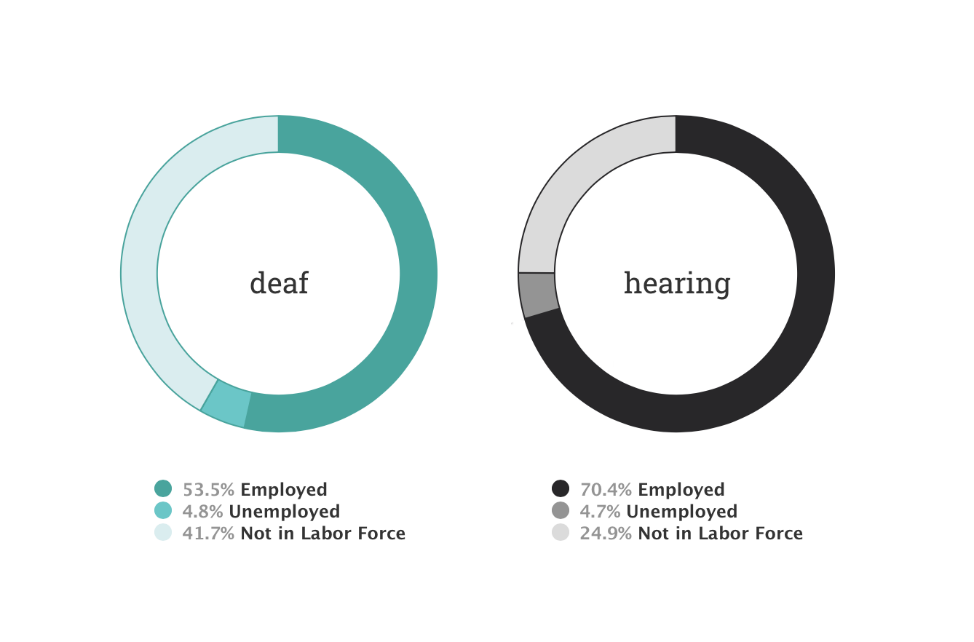 deaf
hearing
53.5% Employed
4.8% Unemployed
41.7% Not in Labor Force
70.4% Employed
4.7% Unemployed
24.9% Not in Labor Force